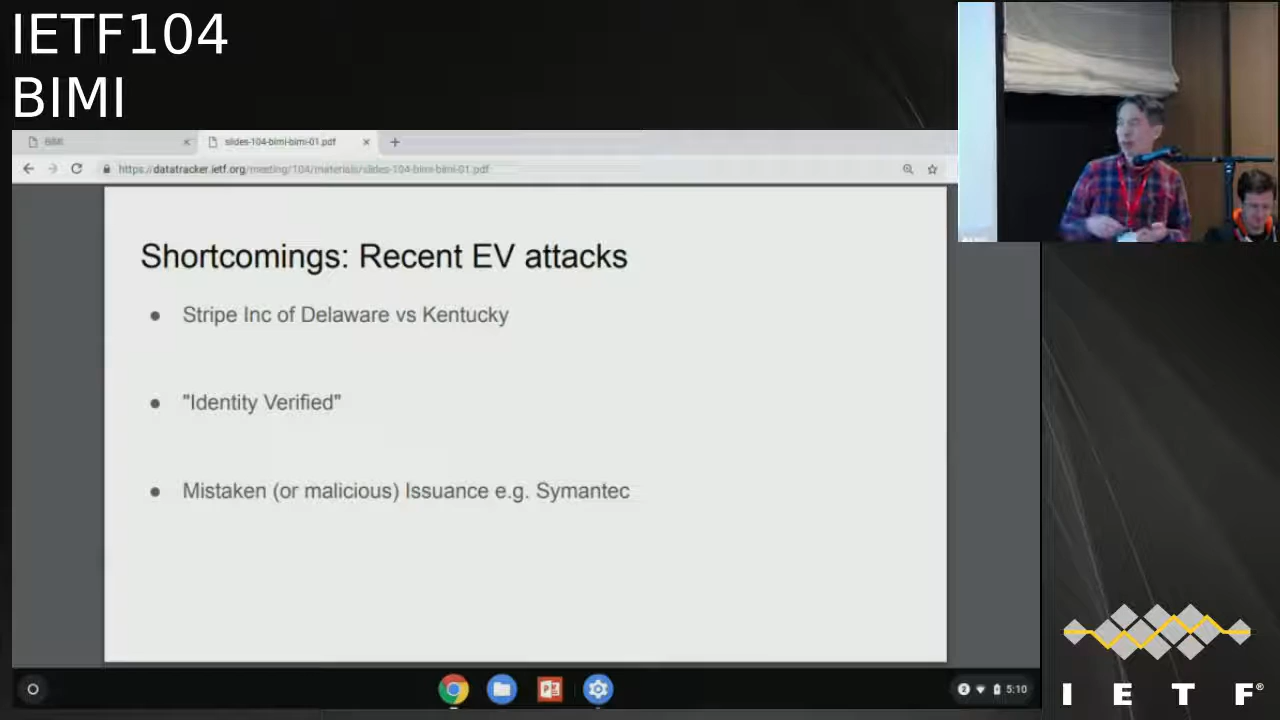 IETF104
BIMI
BIMI
slides-104-bimi-bimi-01.pdf
https://datatracker.ietf.org/meeting/104/materials/slides-104-bimi-bimi-01.pdf
Shortcomings: Recent EV attacks
Stripe Inc of Delaware vs Kentucky
"Identity Verified"
Mistaken (or malicious) Issuance e.g. Symantec
2
5:10
I E T F®